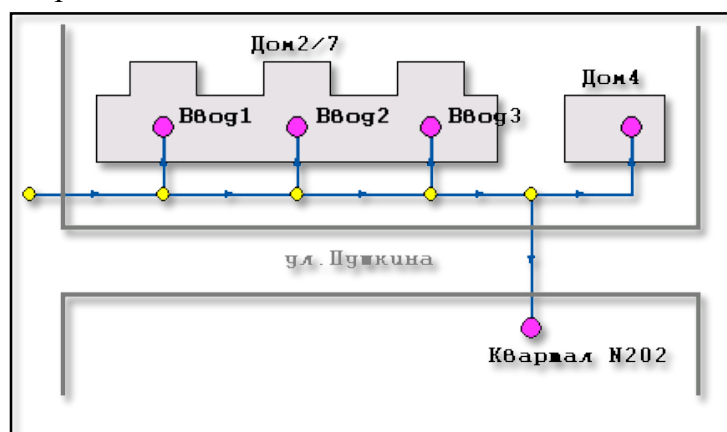 Дом2/7
Дом4
Ввод1
Ввод2
Ввод3
ул.Пушкина
Квартал N202